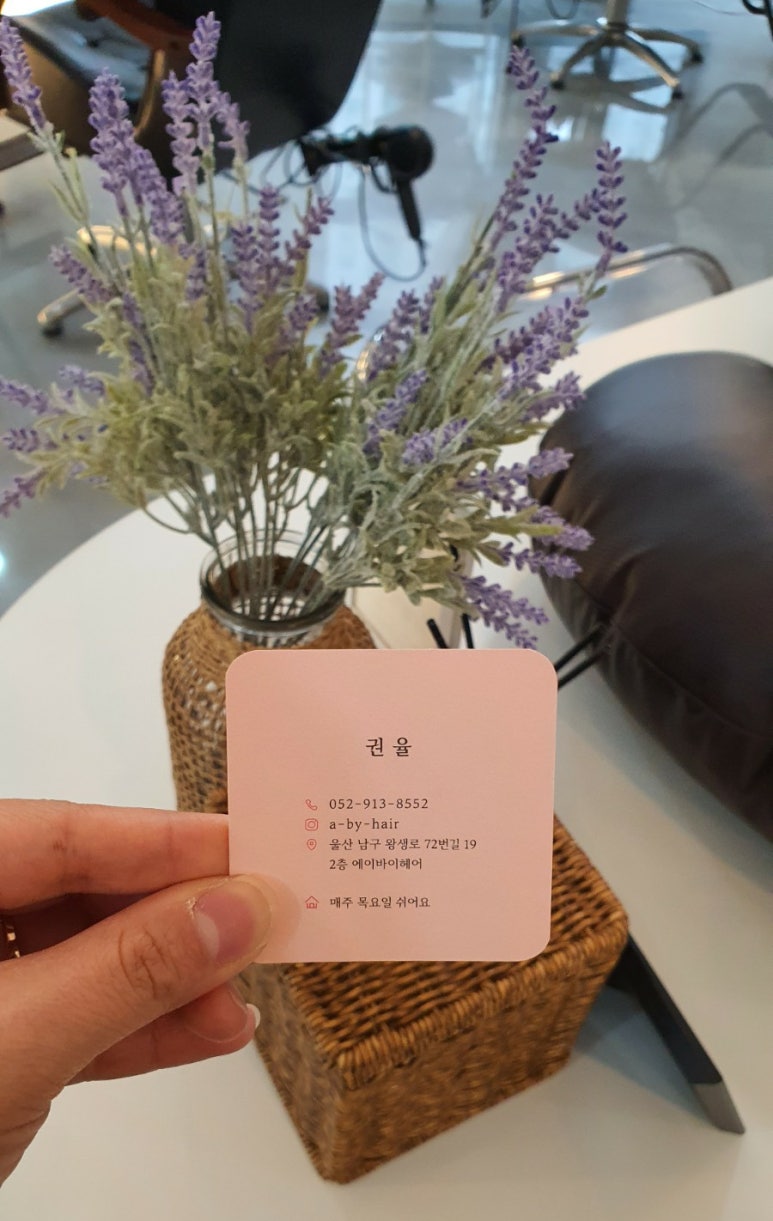 권 율
052-913-8552
a-by-hair
울산 남구 왕생로 72번길 19
2층 에이바이헤어
매주 목요일 쉬어요